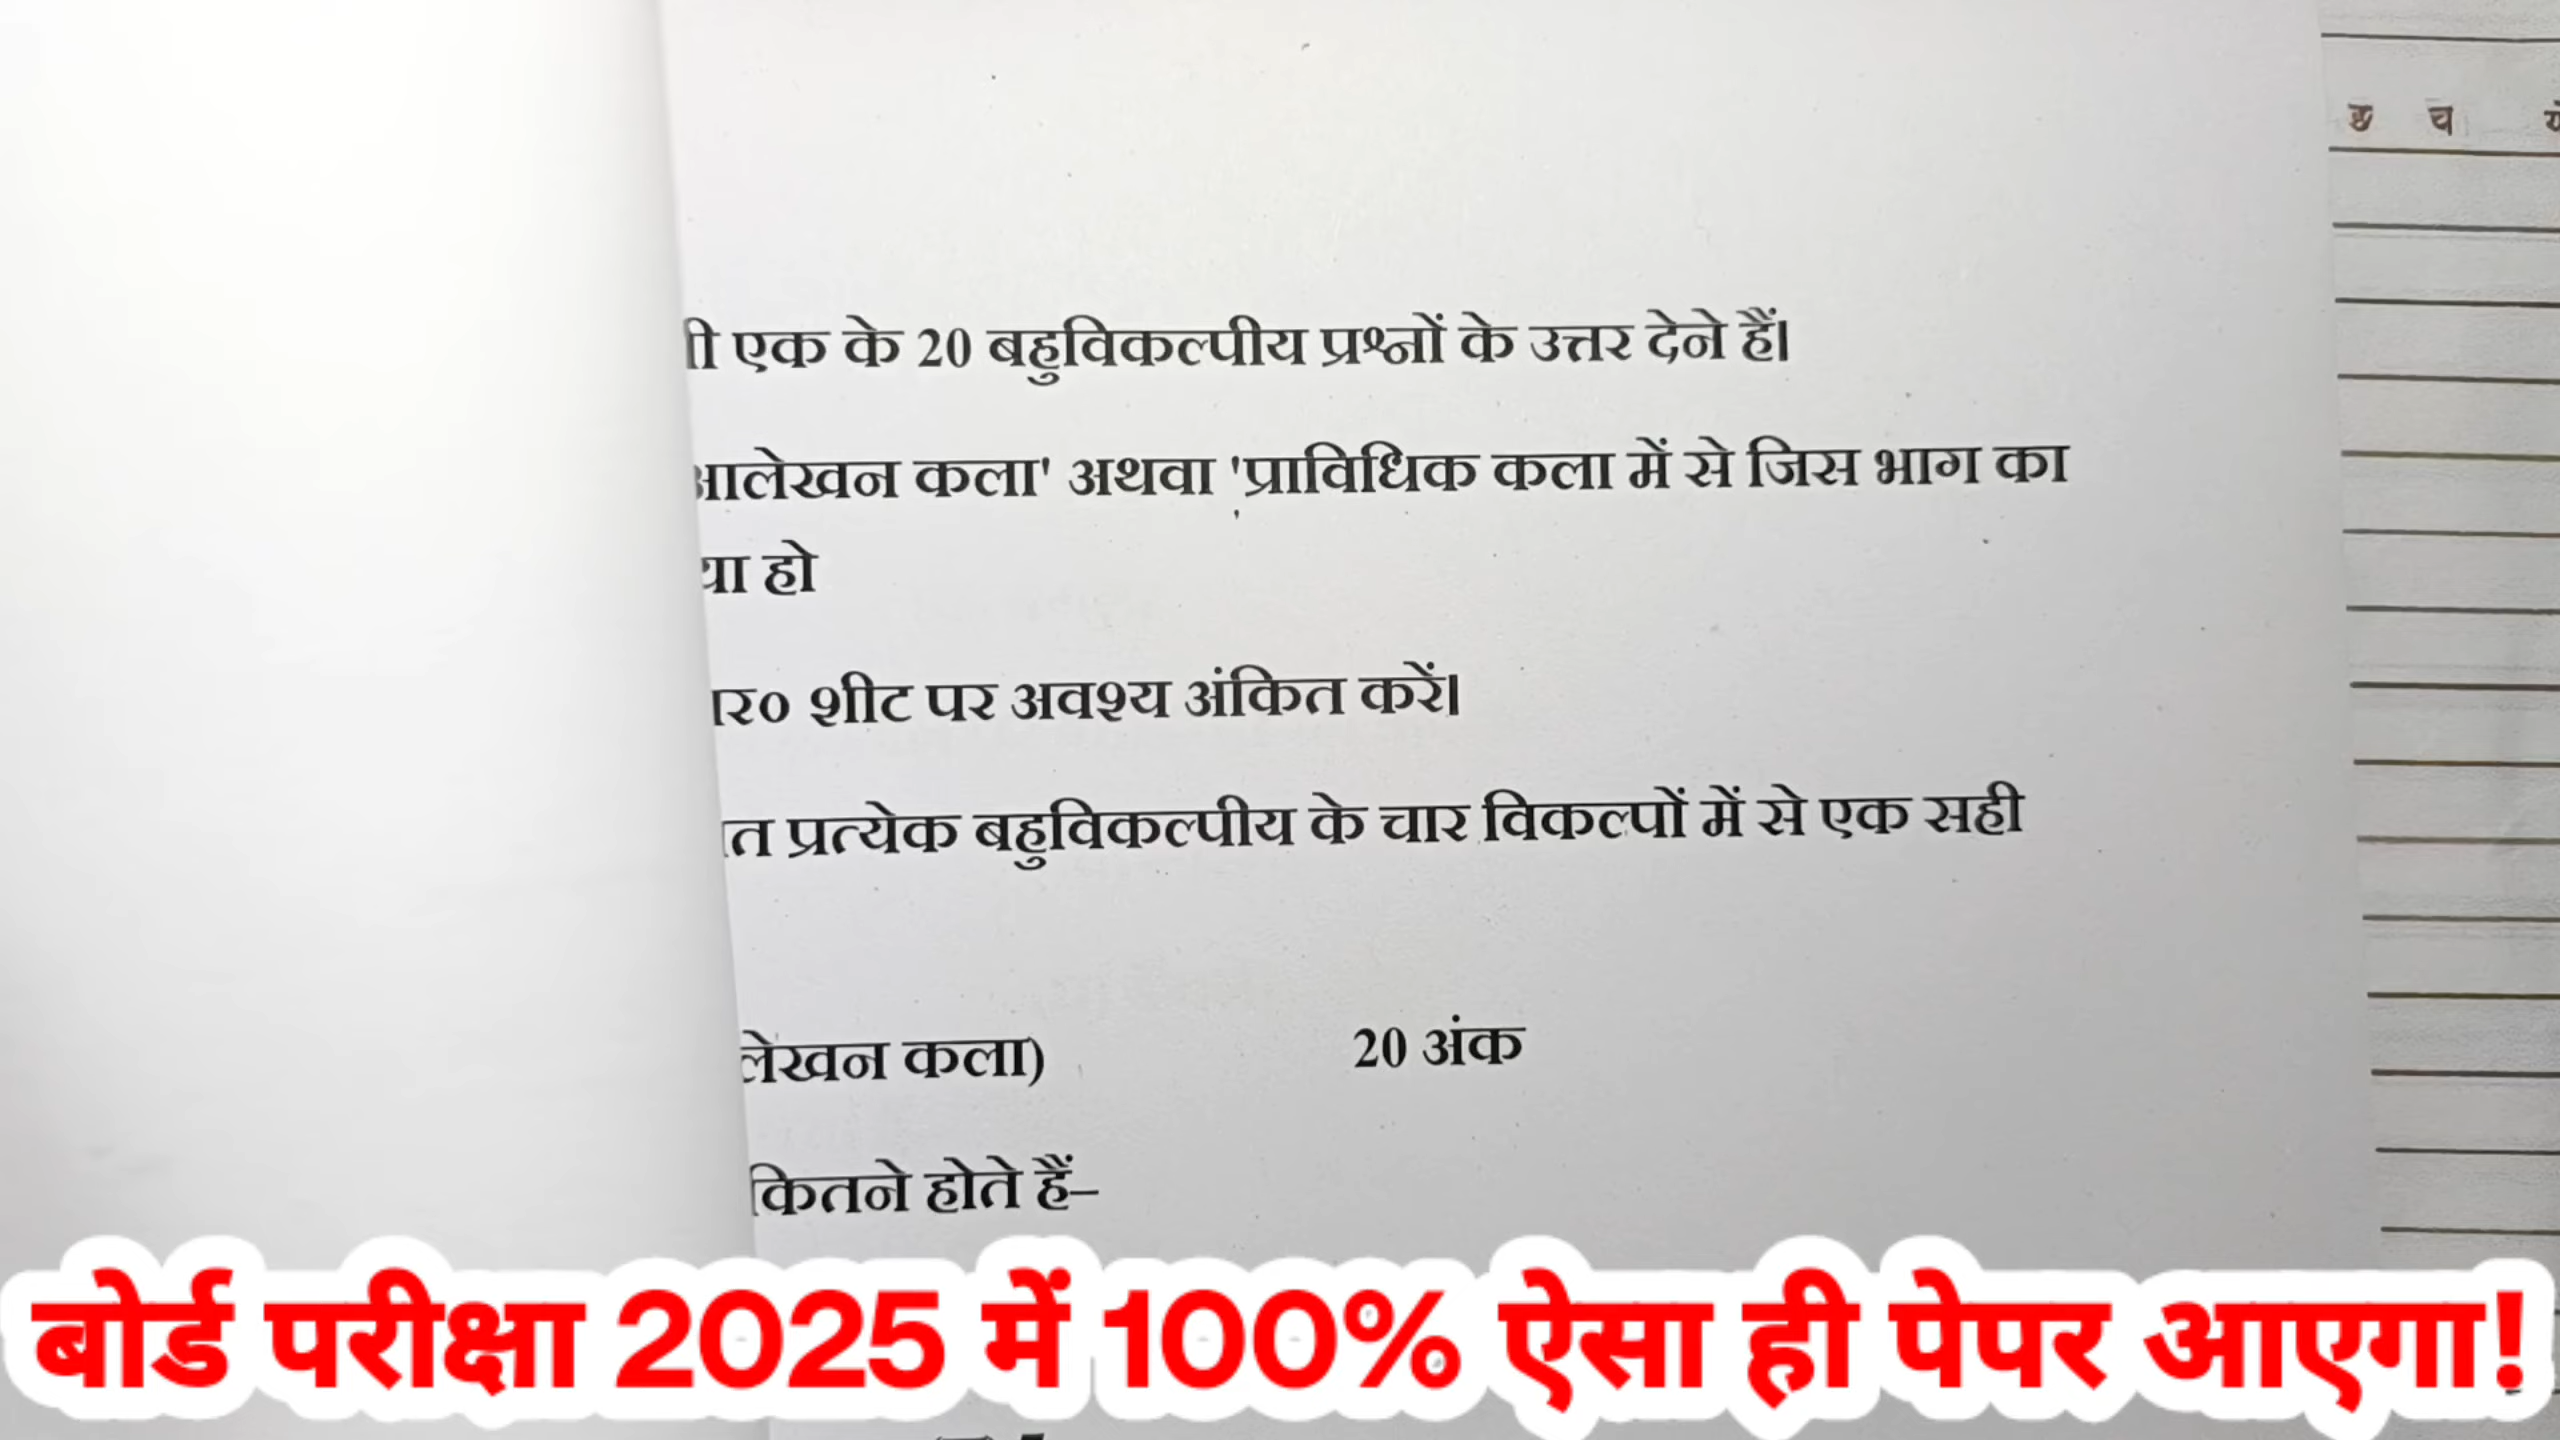 ङ च
एक के 20 बहुविकल्पीय प्रश्नों के उत्तर देने हैं।
आलेखन कला' अथवा 'प्राविधिक कला में से जिस भाग का
हो
शीट पर अवश्य अंकित करें।
प्रत्येक बहुविकल्पीय के चार विकल्पों में से एक सही
लेखन कला) 20 अंक
कितने होते हैं–
बोर्ड परीक्षा 2025 में 100% ऐसा ही पेपर आएगा!